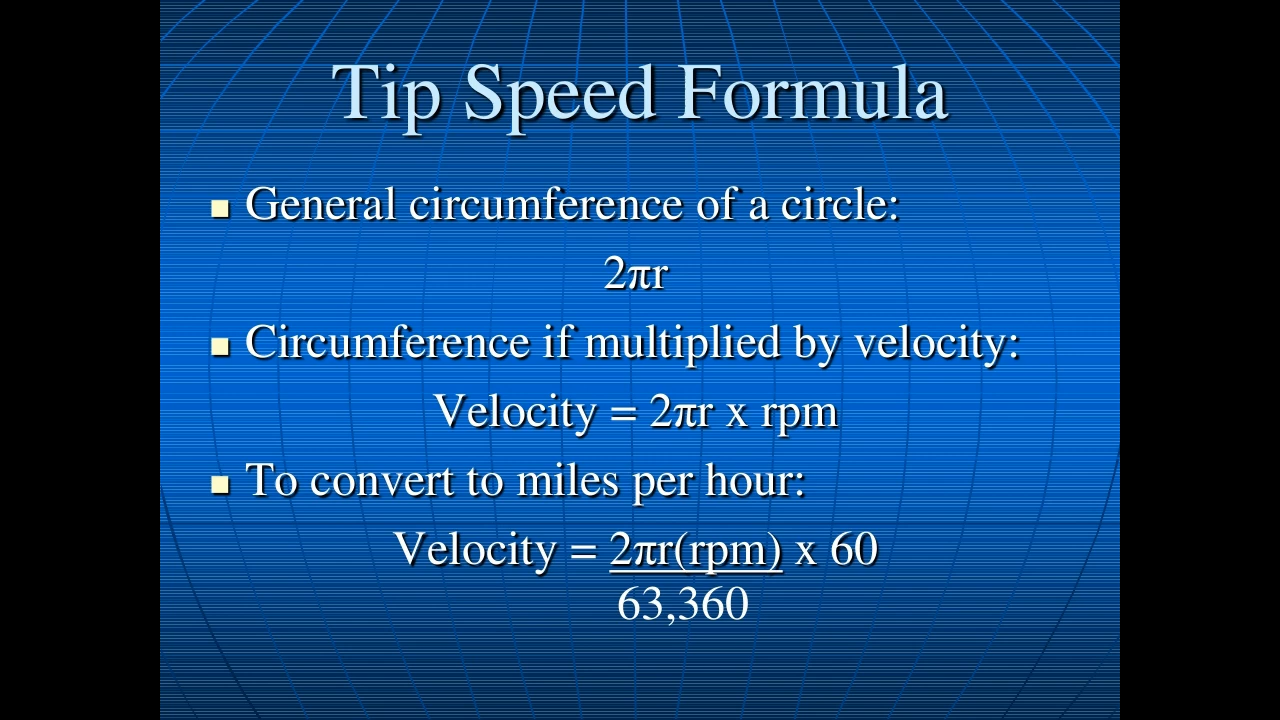 Tip Speed Formula
General circumference of a circle:
2πr
Circumference if multiplied by velocity:
Velocity = 2πr x rpm
To convert to miles per hour:
Velocity = 2πr(rpm) x 60
63,360